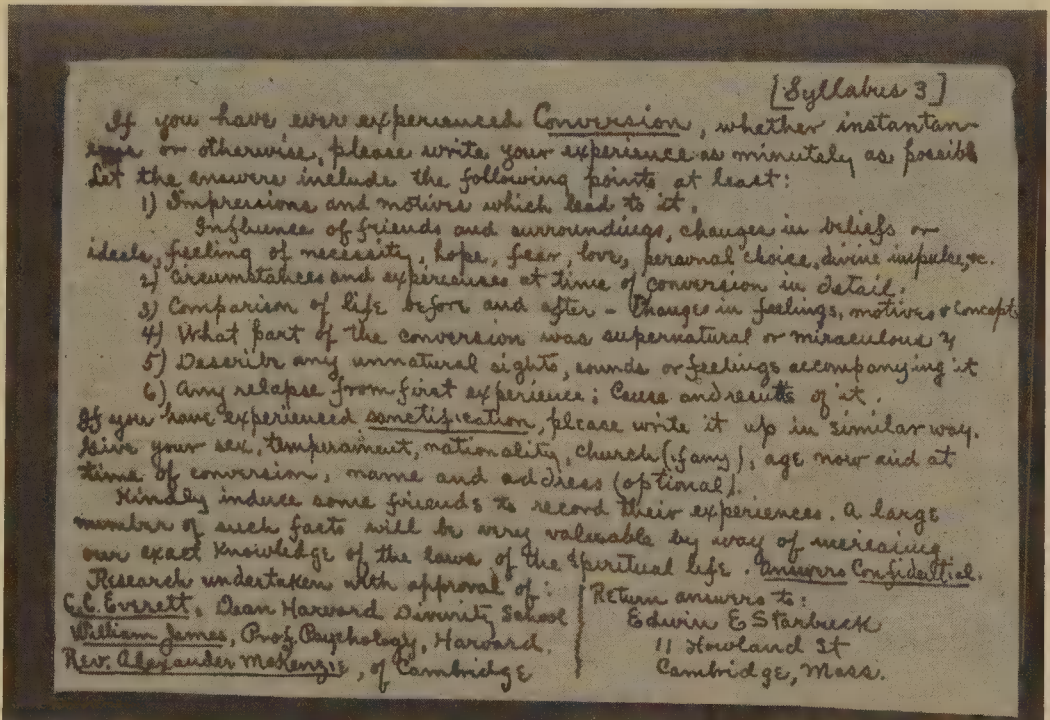 [Syllabus 3]
If you have ever experienced Conversion, whether instantan-
eous or otherwise, please write your experience as minutely as possibl
Let the answers include the following points at least:
1) Impressions and motives which lead to it.
Influence of friends and surroundings, changes in beliefs or
ideals, feeling of necessity, hope, fear, love, personal choice, divine impulse, &c.
2) Circumstances and experiences at time of conversion in detail.
3) Comparison of life before and after – Changes in feelings, motives & concepts
4) What part of the conversion was supernatural or miraculous?
5) Describe any unnatural sights, sounds or feelings accompanying it
6) Any relapse from first experience; Cause and results of it.
If you have experienced sanctification, please write it up in similar way.
Give your sex, temperament, nationality, church (if any), age now and at
time of conversion, name and address (optional).
Kindly induce some friends to record their experiences. A large
number of such facts will be very valuable by way of increasing
our exact knowledge of the laws of the Spiritual life. Answers Confidential.
Research undertaken with approval of:
C.C. Everett, Dean Harvard Divinity School
William James, Prof. Psychology, Harvard.
Rev. Alexander McKenzie, of Cambridge
Return answers to:
Edwin E Starbuck
11 Howland St
Cambridge, Mass.